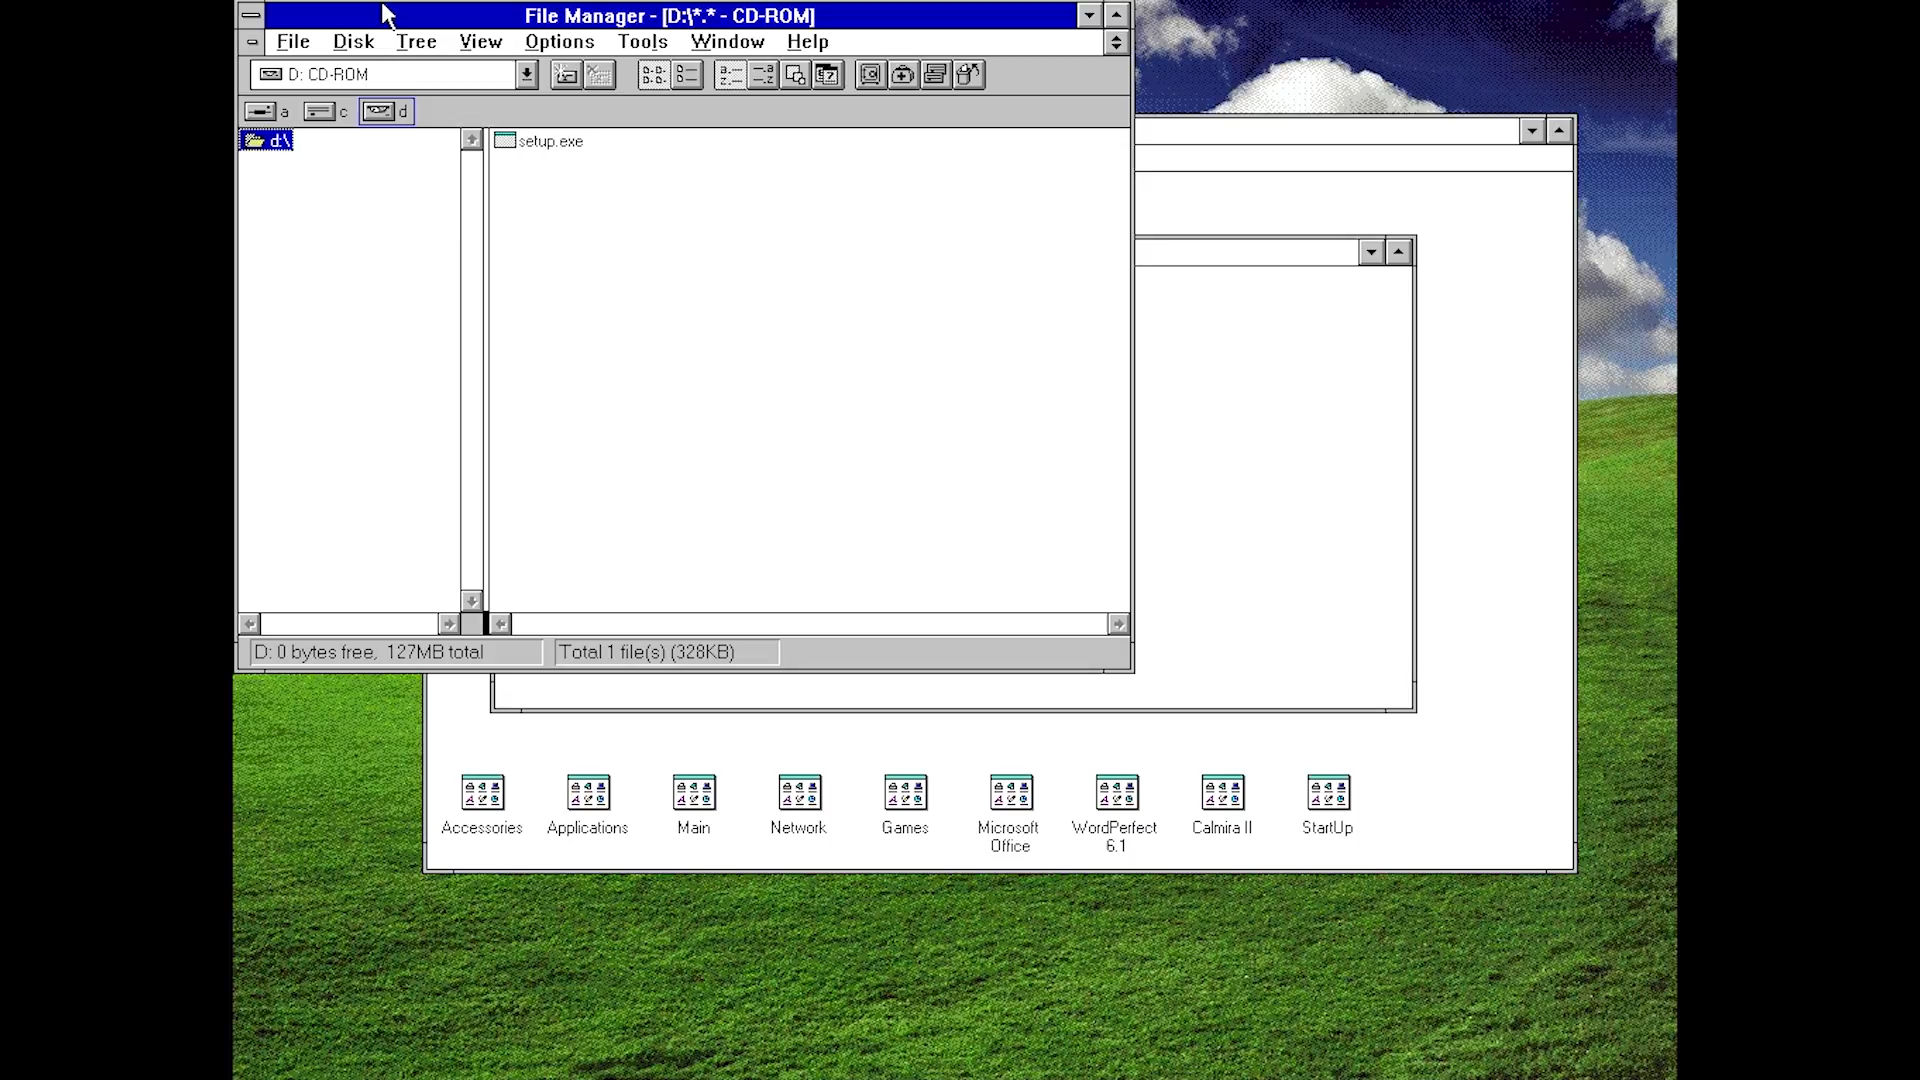 File Manager - [D:\*.* - CD-ROM]
File Disk Tree View Options Tools Window Help
D: CD-ROM
a c d
d:\
setup.exe
D: 0 bytes free, 127MB total
Total 1 file(s) (328KB)
Accessories
Applications
Main
Network
Games
Microsoft
Office
WordPerfect
6.1
Calmira II
StartUp